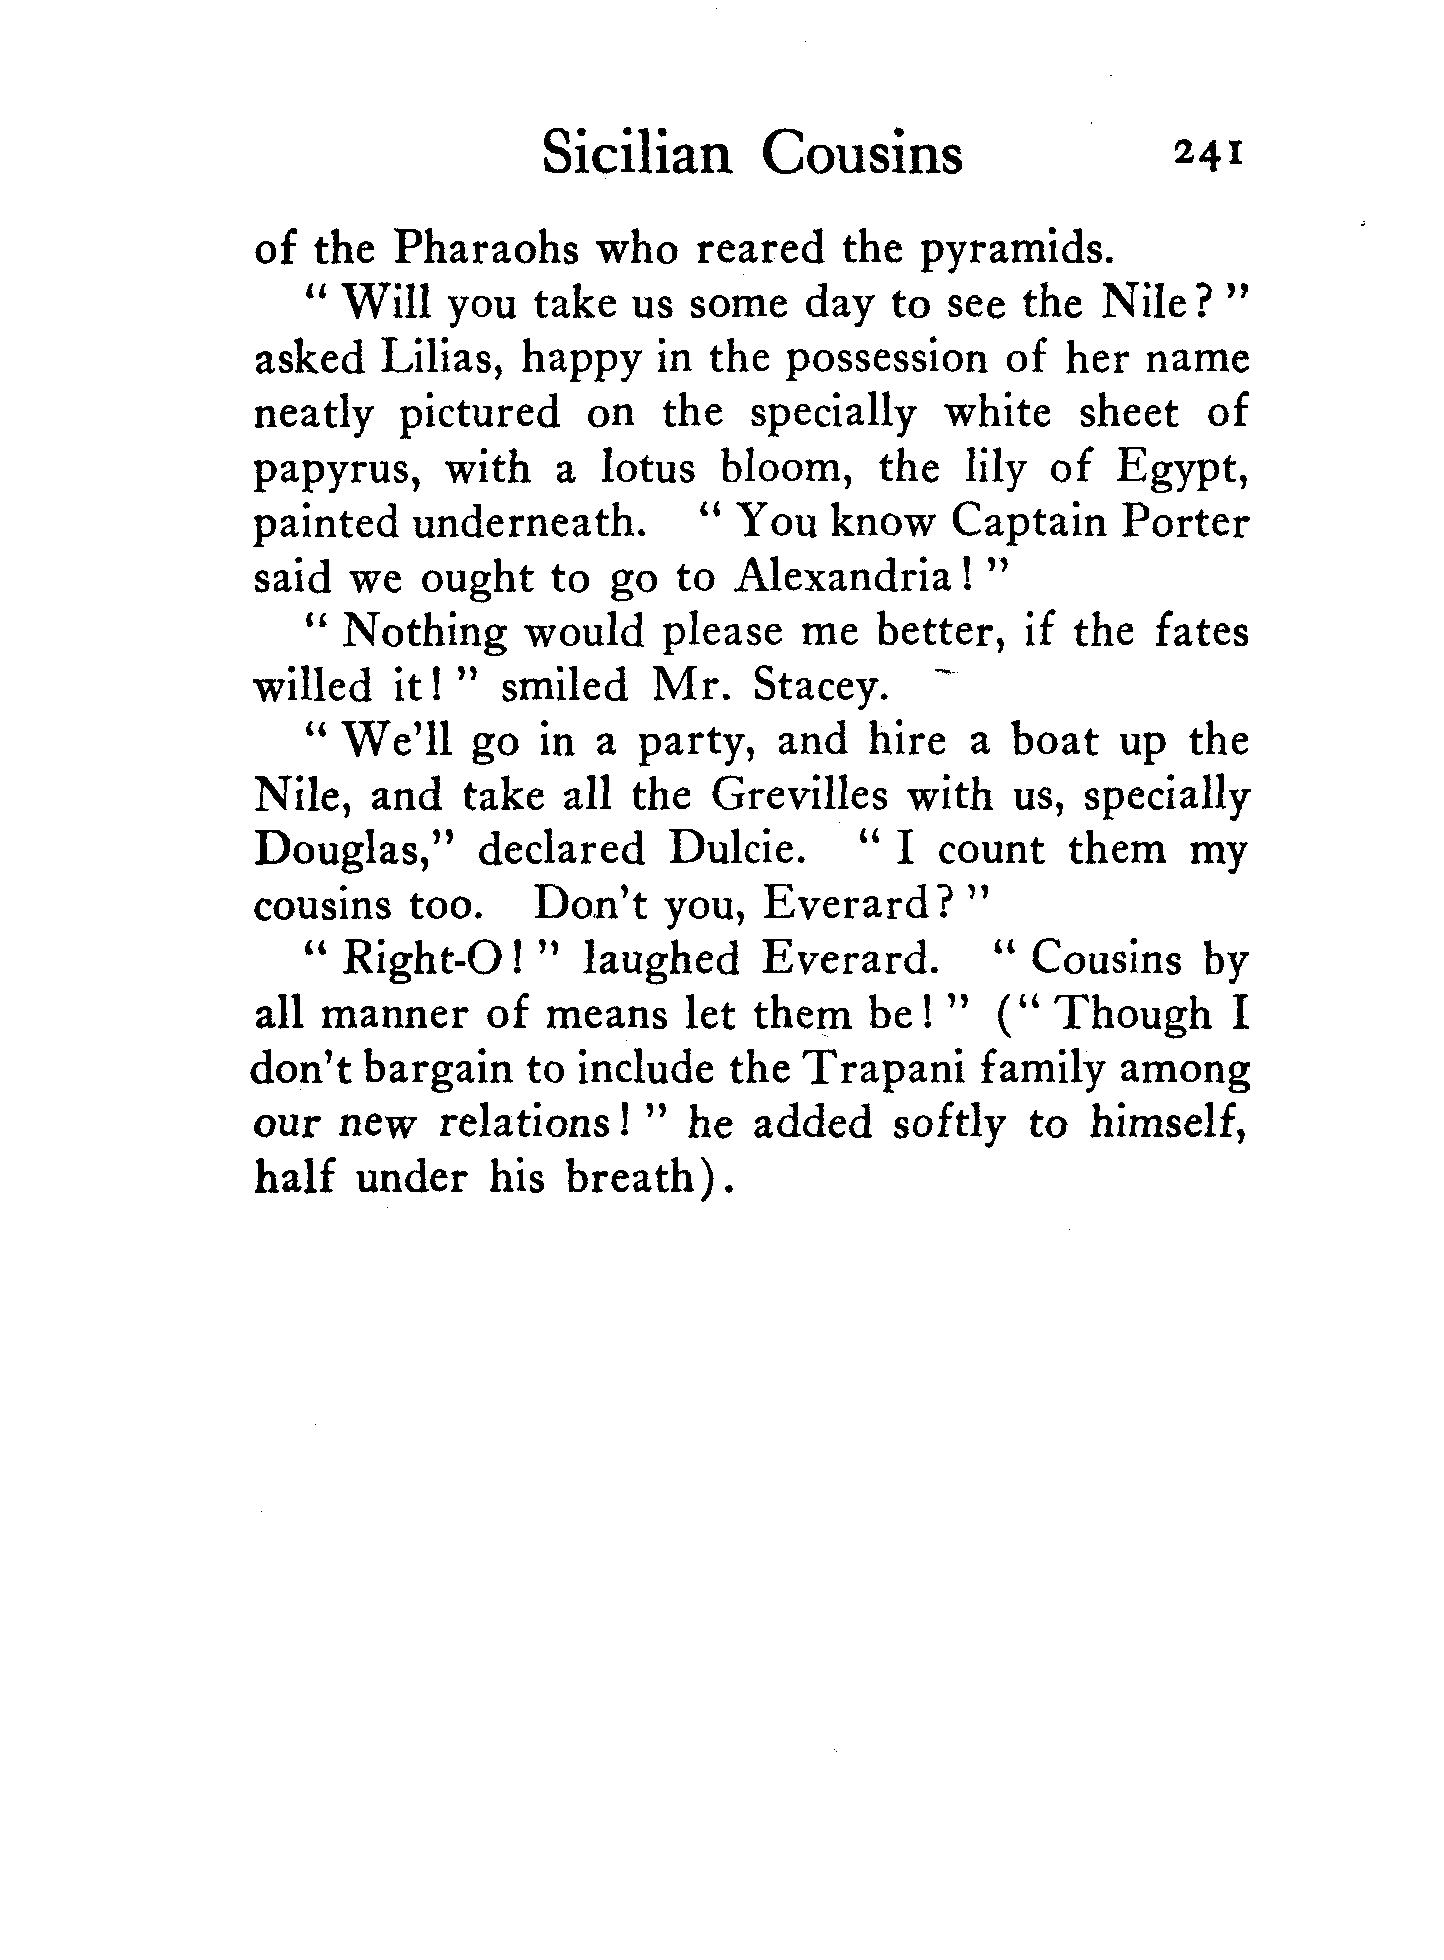 Sicilian Cousins 241
of the Pharaohs who reared the pyramids.
“ Will you take us some day to see the Nile? ”
asked Lilias, happy in the possession of her name
neatly pictured on the specially white sheet of
papyrus, with a lotus bloom, the lily of Egypt,
painted underneath. “ You know Captain Porter
said we ought to go to Alexandria! ”
“ Nothing would please me better, if the fates
willed it! ” smiled Mr. Stacey.
“ We’ll go in a party, and hire a boat up the
Nile, and take all the Grevilles with us, specially
Douglas,” declared Dulcie. “ I count them my
cousins too. Don’t you, Everard? ”
“ Right-O! ” laughed Everard. “ Cousins by
all manner of means let them be! ” (“ Though I
don’t bargain to include the Trapani family among
our new relations! ” he added softly to himself,
half under his breath).